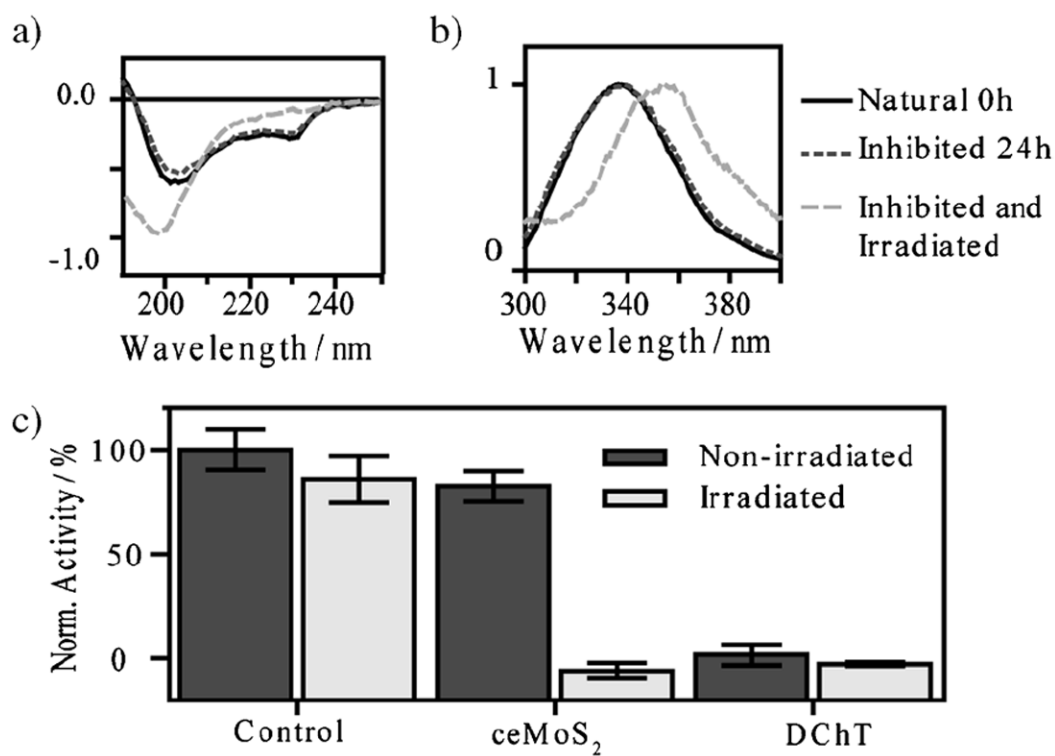 a)
0.0
-1.0
200 220 240
Wavelength / nm
b)
1
0
300 340 380
Wavelength / nm
Natural 0h
Inhibited 24h
Inhibited and
Irradiated
c)
Norm. Activity / %
100
50
0
Non-irradiated
Irradiated
Control ceMoS₂ DChT